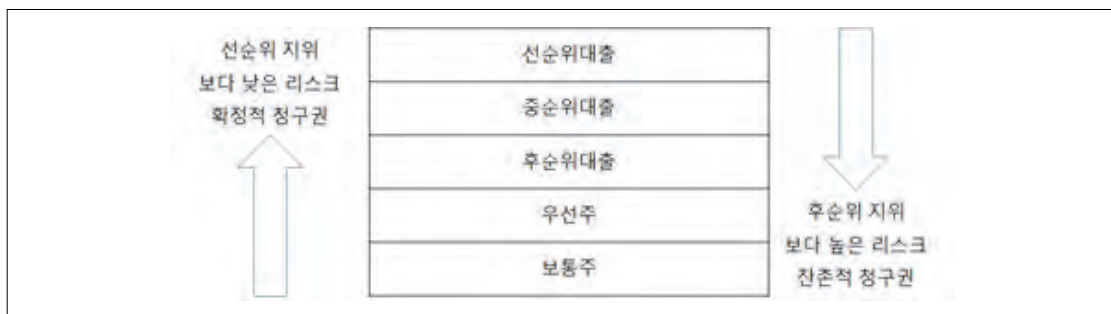 선순위 지위
보다 낮은 리스크
확정적 청구권
선순위대출
중순위대출
후순위대출
우선주
보통주
후순위 지위
보다 높은 리스크
잔존적 청구권